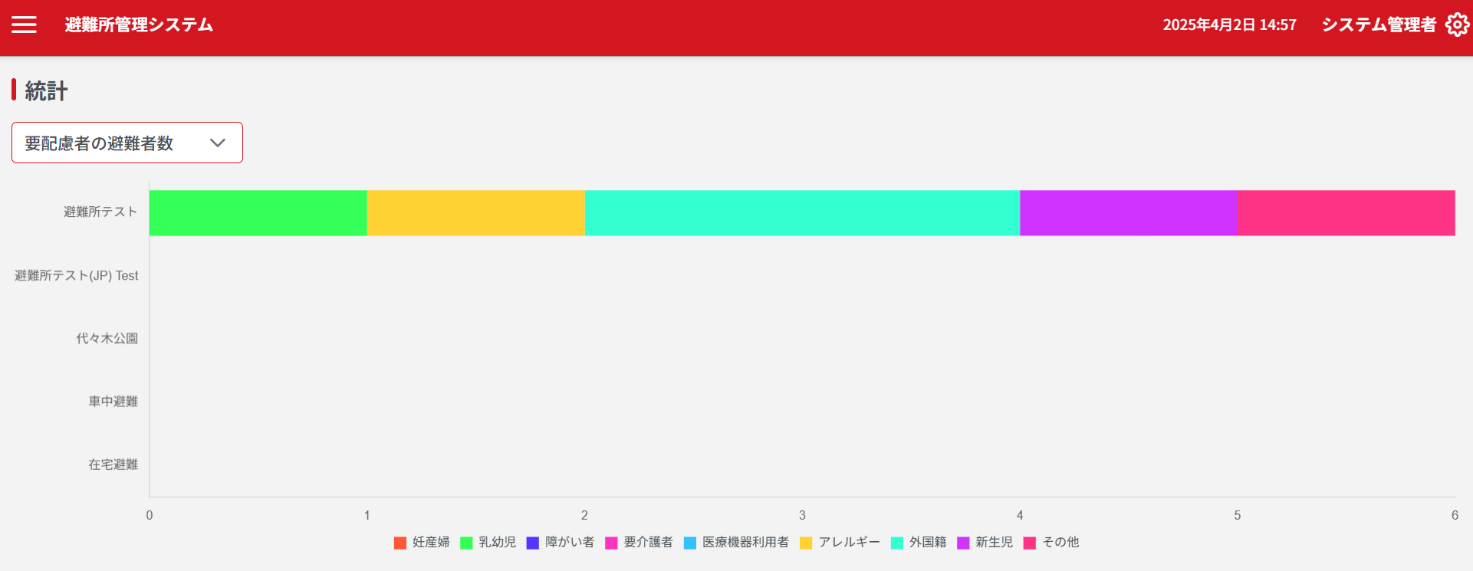 避難所管理システム 2025年4月2日 14:57 システム管理者
統計
要配慮者の避難者数
避難所テスト
避難所テスト(JP) Test
代々木公園
車中避難
在宅避難
0 1 2 3 4 5 6
妊産婦 乳幼児 障がい者 要介護者 医療機器利用者 アレルギー 外国籍 新生児 その他